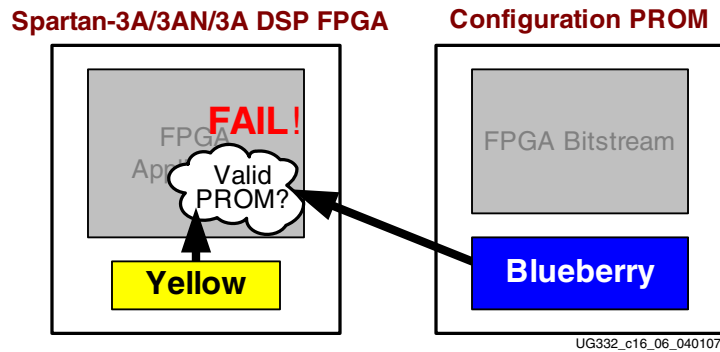 Spartan-3A/3AN/3A DSP FPGA
Configuration PROM
FAIL!
FPGA
Valid
PROM?
Yellow
FPGA Bitstream
Blueberry
UG332_c16_06_040107